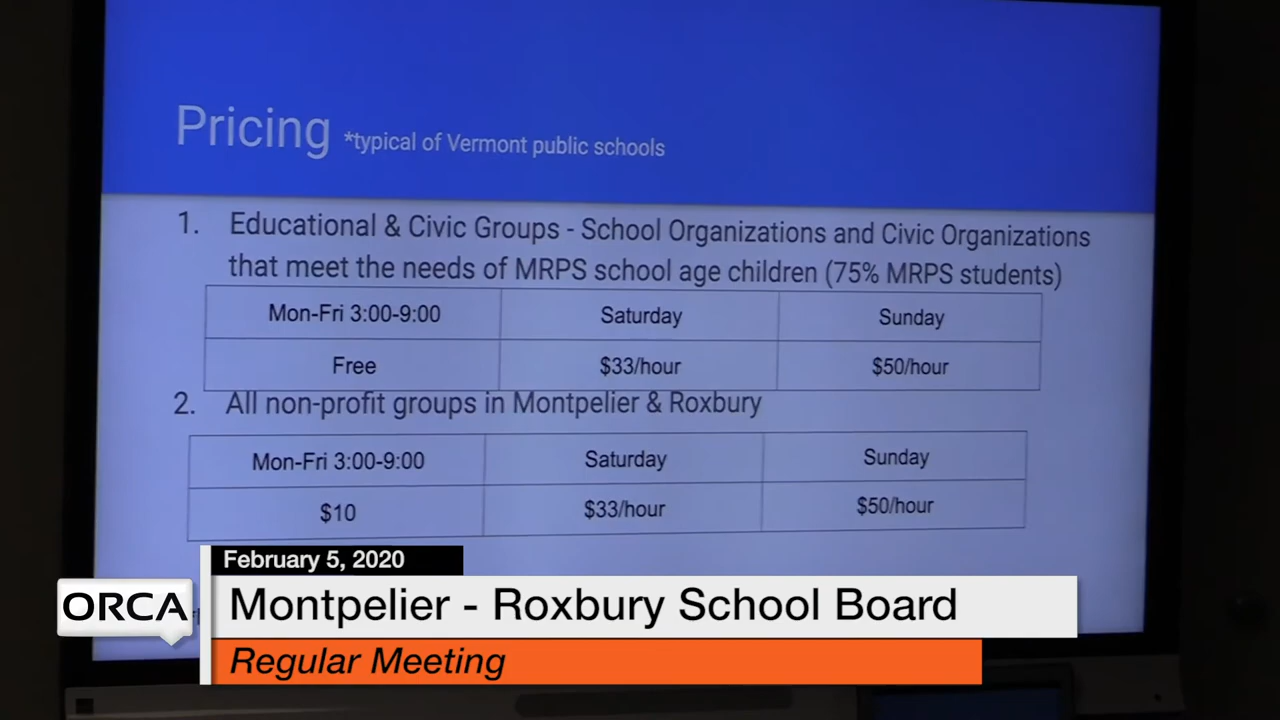 Pricing *typical of Vermont public schools
1. Educational & Civic Groups - School Organizations and Civic Organizations
that meet the needs of MRPS school age children (75% MRPS students)
Mon-Fri 3:00-9:00 Saturday Sunday
Free $33/hour $50/hour
2. All non-profit groups in Montpelier & Roxbury
Mon-Fri 3:00-9:00 Saturday Sunday
$10 $33/hour $50/hour
February 5, 2020
ORCA
Montpelier - Roxbury School Board
Regular Meeting